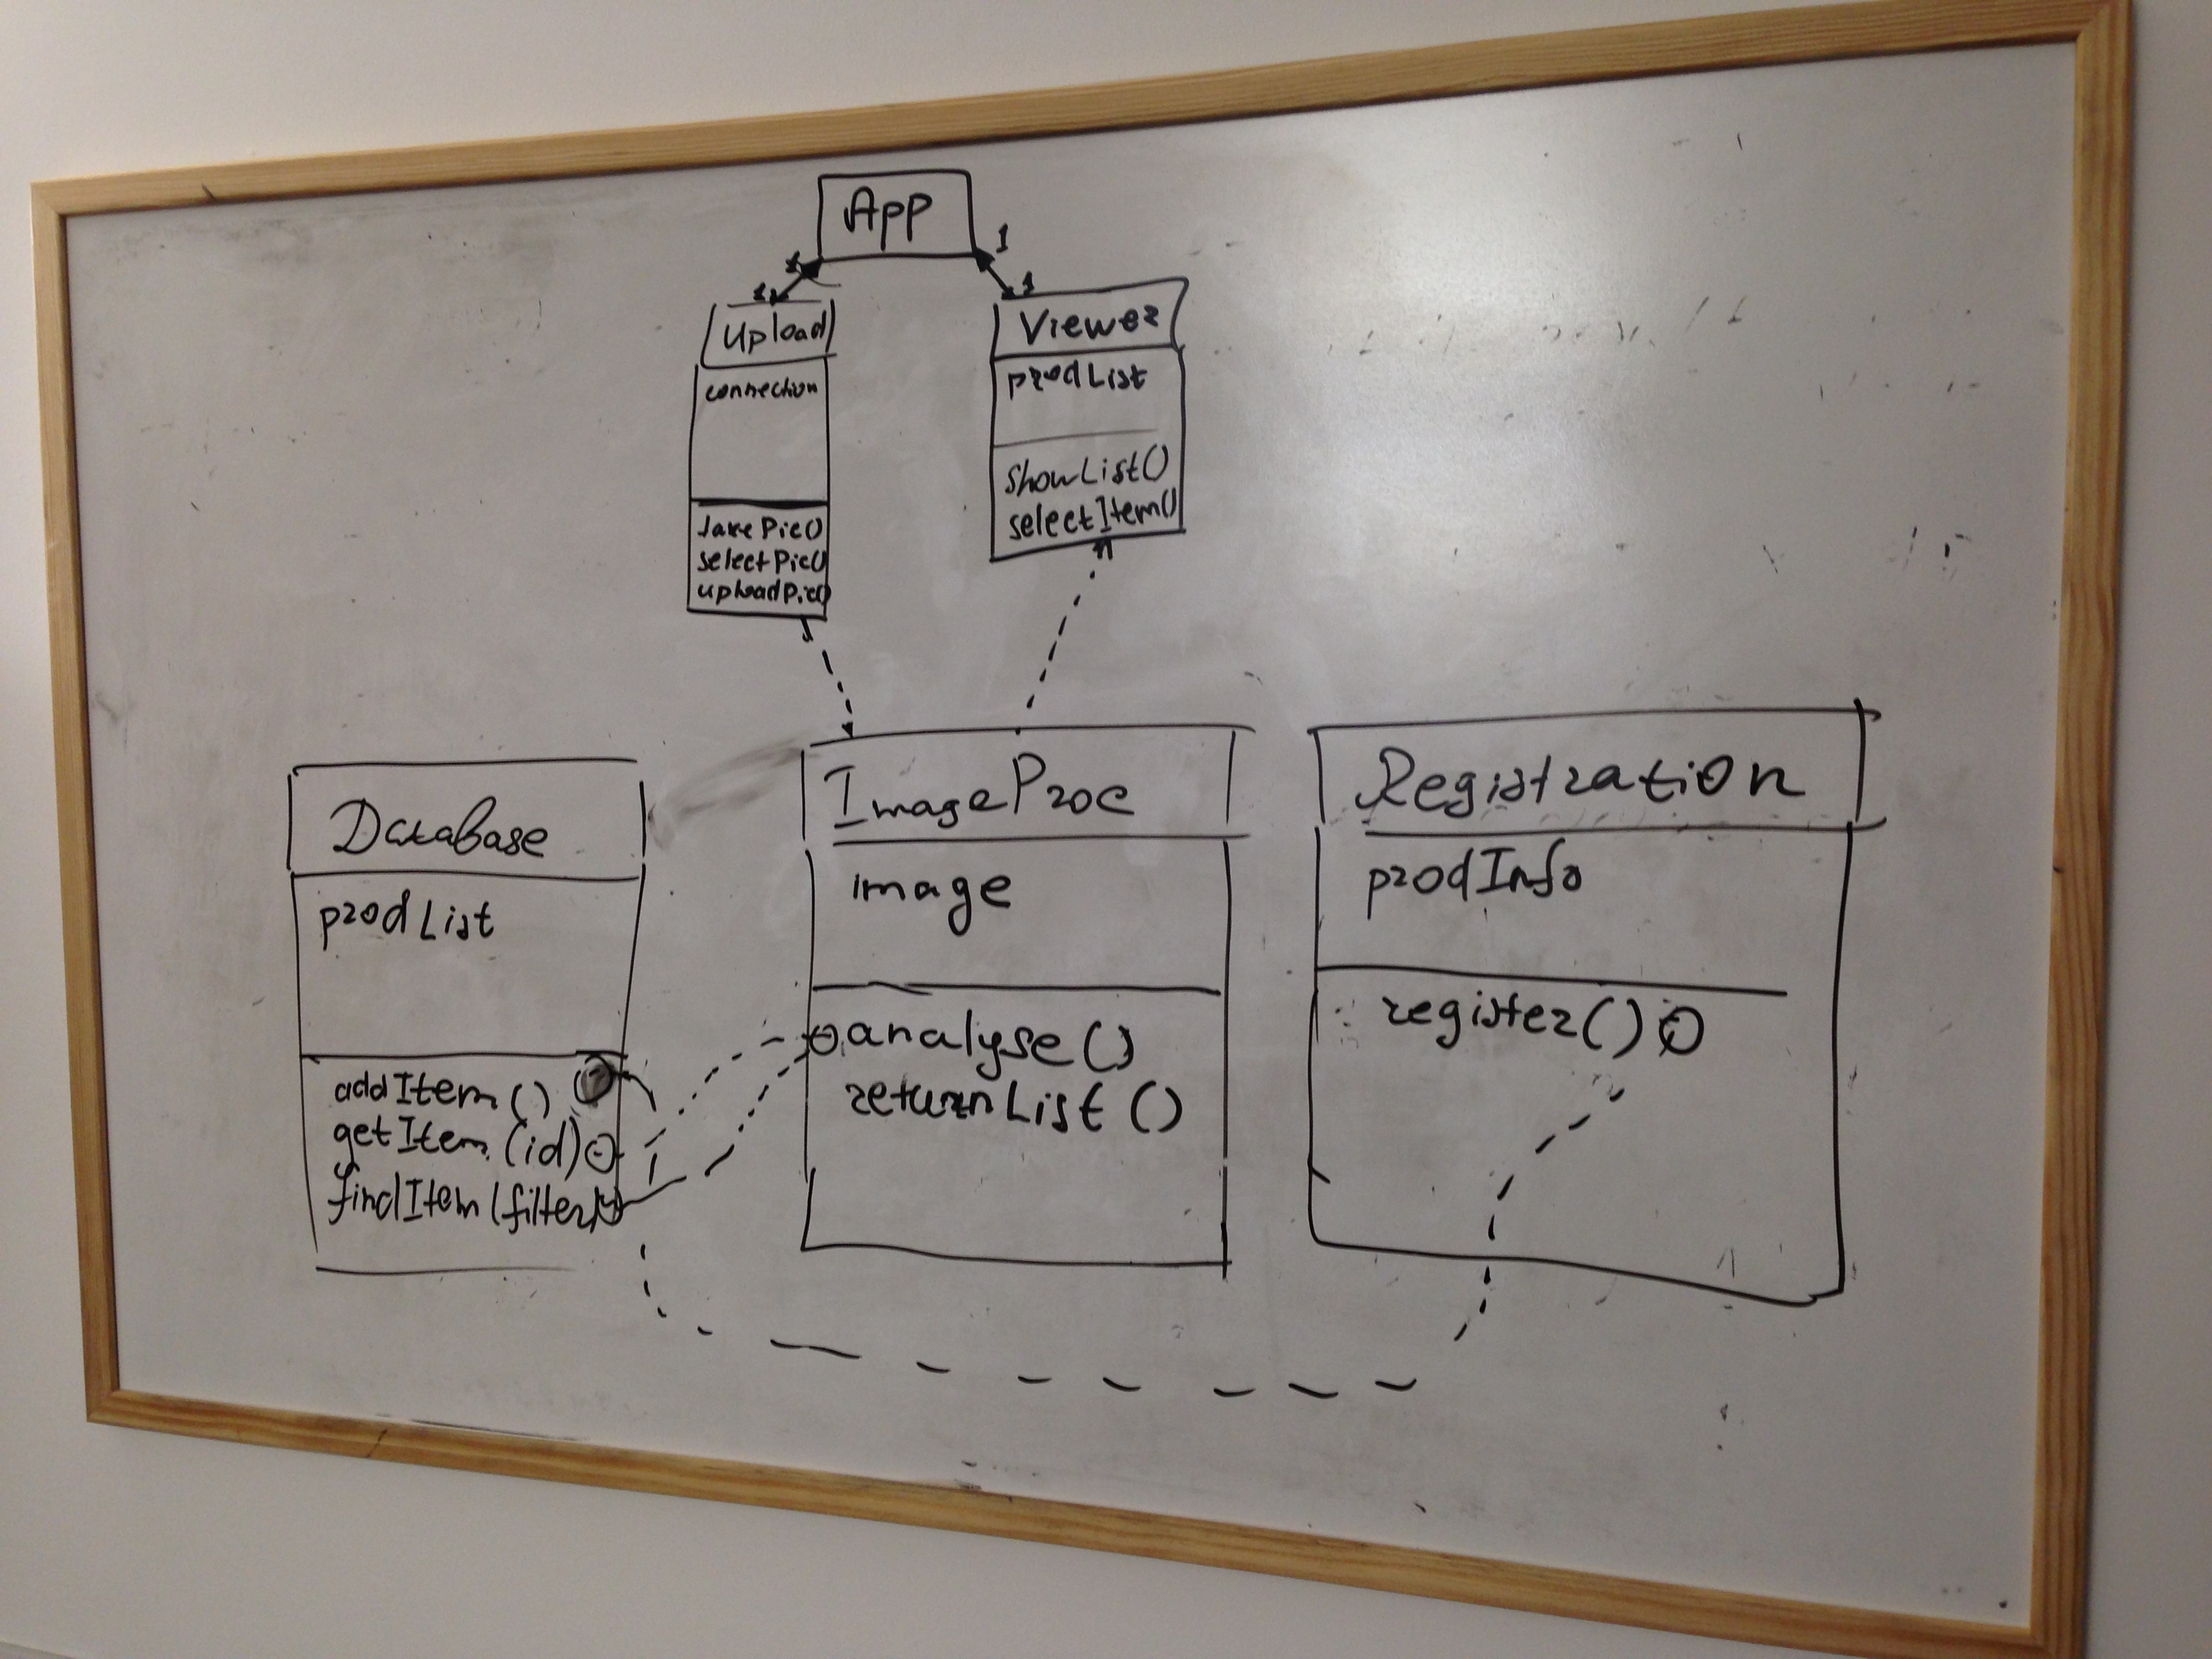 App
1
1
1
1
Upload
connection
takePic()
selectPic()
uploadPic()
Viewer
prodList
showList()
selectItem()
Database
prodList
addItem()
getItem(id)
findItem(filter)
ImageProc
image
analyse()
returnList()
Registration
prodInfo
register()